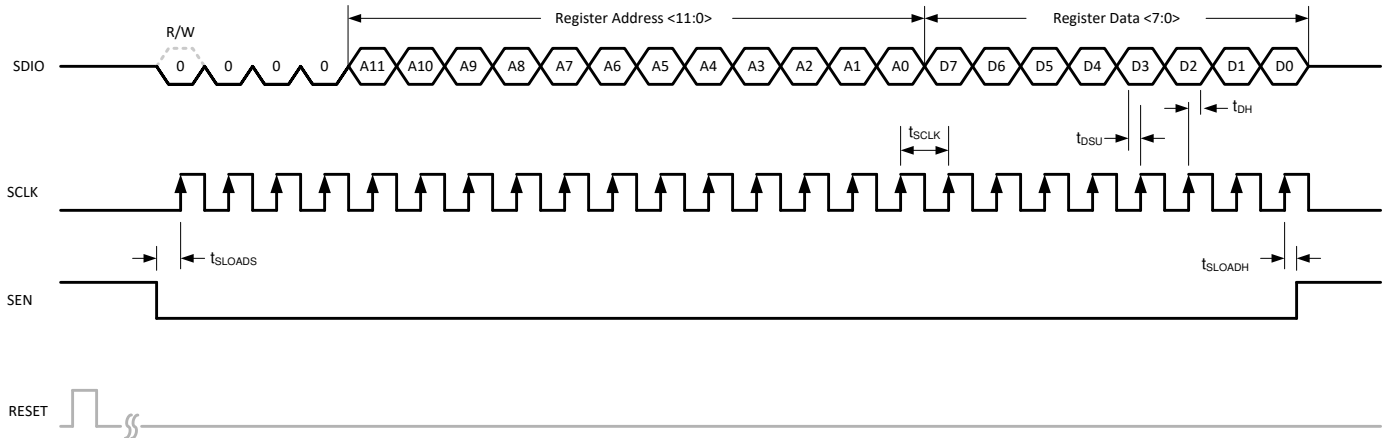 Register Address <11:0>
Register Data <7:0>
R/W
SDIO
0 0 0 0 A11 A10 A9 A8 A7 A6 A5 A4 A3 A2 A1 A0 D7 D6 D5 D4 D3 D2 D1 D0
tDH
tSCLK
tDSU
SCLK
tSLOADS
tSLOADH
SEN
RESET